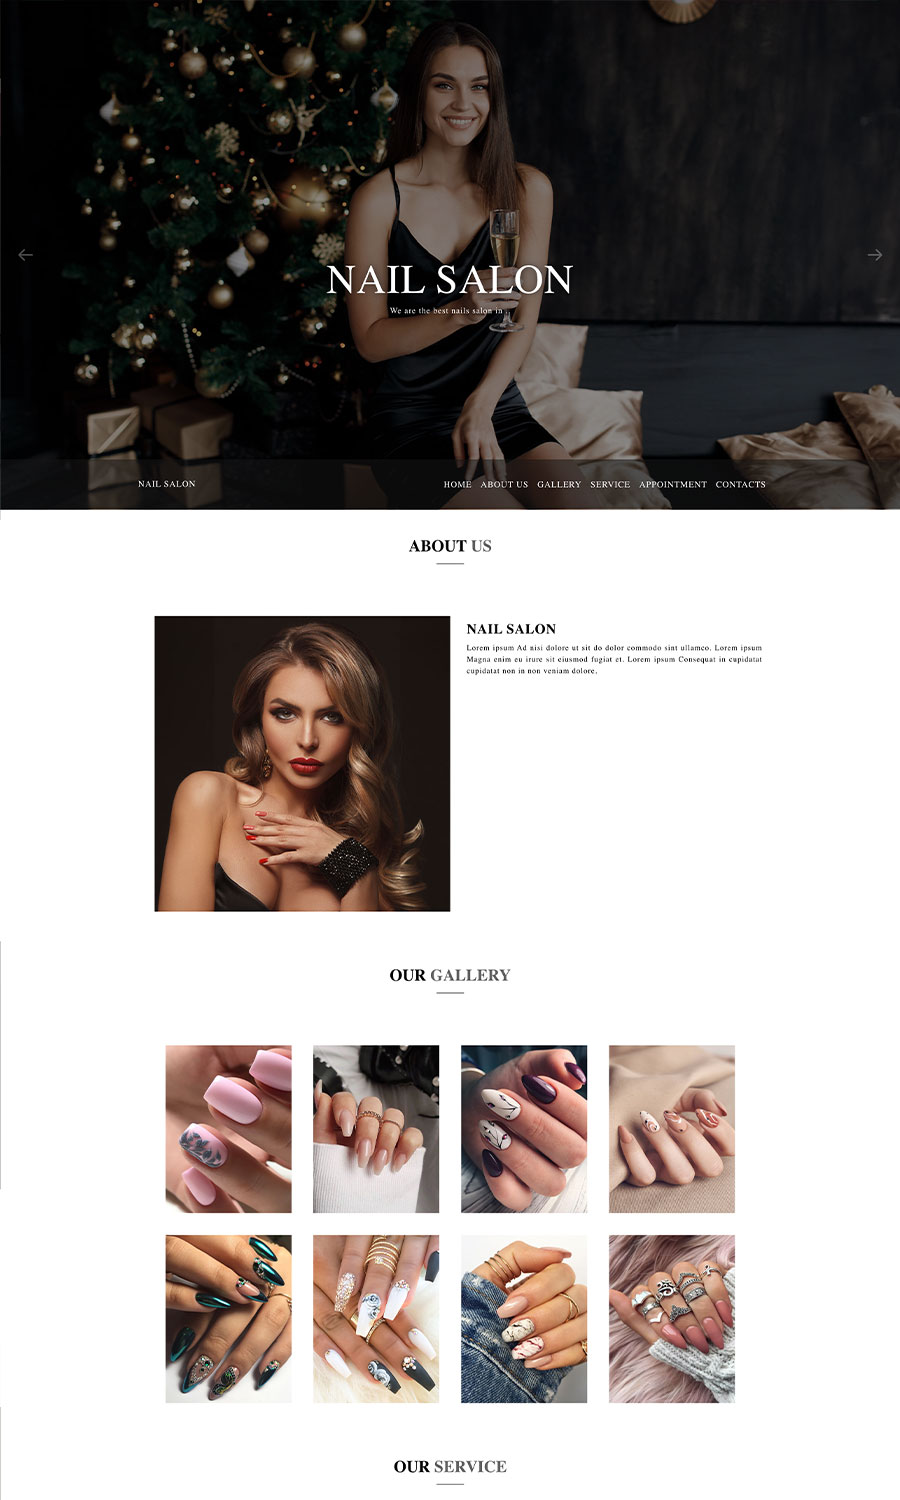 NAIL SALON
We are the best nails salon in ..
NAIL SALON
HOME ABOUT US GALLERY SERVICE APPOINTMENT CONTACTS
ABOUT US
NAIL SALON
Lorem ipsum Ad nisi dolore ut sit do dolor commodo sint ullamco. Lorem ipsum
Magna enim eu irure sit eiusmod fugiat et. Lorem ipsum Consequat in cupidatat
cupidatat non in non veniam dolore.
OUR GALLERY
OUR SERVICE